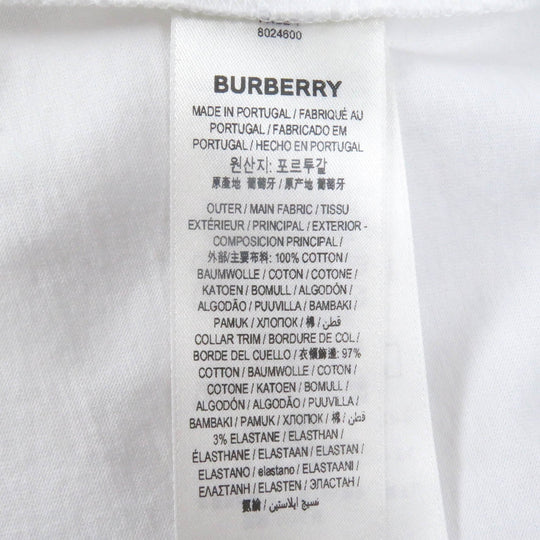 8024600
BURBERRY
MADE IN PORTUGAL / FABRIQUÉ AU
PORTUGAL / FABRICADO EM
PORTUGAL / HECHO EN PORTUGAL
원산지: 포르투갈
原產地 葡萄牙 / 原产地 葡萄牙
OUTER / MAIN FABRIC / TISSU
EXTÉRIEUR / PRINCIPAL / EXTERIOR -
COMPOSICIÓN PRINCIPAL /
外部/主要布料: 100% COTTON /
BAUMWOLLE / COTON / COTONE /
KATOEN / BOMULL / ALGODÓN /
ALGODÃO / PUUVILLA / BAMBAKI /
PAMUK / ХЛОПОК / 棉 / قطن /
COLLAR TRIM / BORDURE DE COL /
BORDE DEL CUELLO / 衣領飾邊: 97%
COTTON / BAUMWOLLE / COTON /
COTONE / KATOEN / BOMULL /
ALGODÓN / ALGODÃO / PUUVILLA /
BAMBAKI / PAMUK / ХЛОПОК / 棉 / قطن /
3% ELASTANE / ELASTHAN /
ÉLASTHANE / ELASTAAN / ELASTAN /
ELASTANO / elastano / ELASTAANI /
ΕΛΑΣΤΑΝΗ / ELASTEN / ЭЛАСТАН /
氨綸 / نسيج إيلاستين